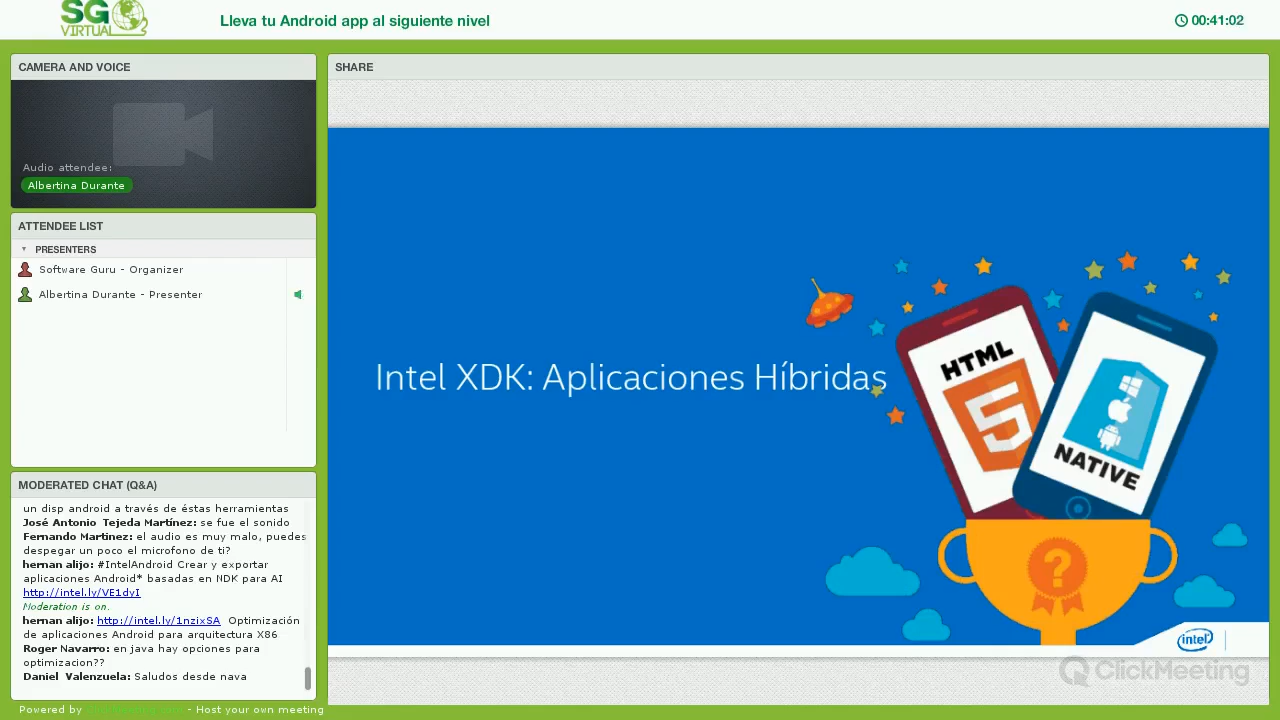 SG
VIRTUAL
Lleva tu Android app al siguiente nivel
00:41:02
CAMERA AND VOICE
Audio attendee:
Albertina Durante
ATTENDEE LIST
PRESENTERS
Software Guru - Organizer
Albertina Durante - Presenter
MODERATED CHAT (Q&A)
un disp android a través de éstas herramientas
José Antonio Tejeda Martínez: se fue el sonido
Fernando Martinez: el audio es muy malo, puedes
despegar un poco el microfono de ti?
hernan alijo: #IntelAndroid Crear y exportar
aplicaciones Android* basadas en NDK para AI
http://intel.ly/VE1dyI
Moderation is on.
hernan alijo: http://intel.ly/1nzixSA Optimización
de aplicaciones Android para arquitectura X86
Roger Navarro: en java hay opciones para
optimizacion??
Daniel Valenzuela: Saludos desde nava
Powered by - Host your own meeting
SHARE
Intel XDK: Aplicaciones Híbridas
HTML
5
NATIVE
?
intel
ClickMeeting